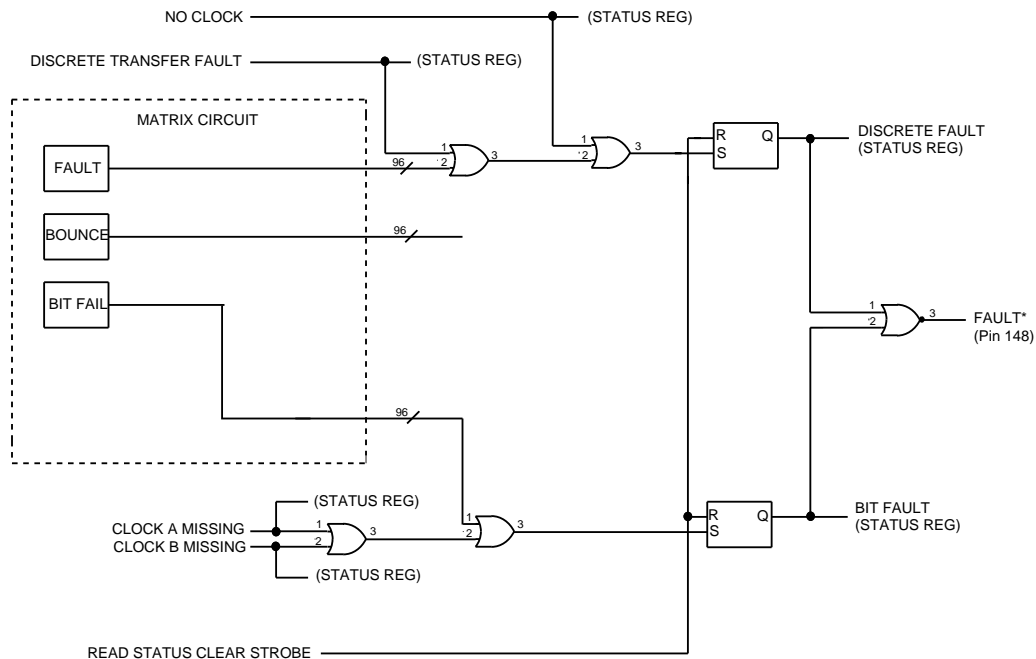 NO CLOCK
(STATUS REG)
DISCRETE TRANSFER FAULT
(STATUS REG)
MATRIX CIRCUIT
FAULT
96
1
2
3
1
2
3
R
S
Q
DISCRETE FAULT
(STATUS REG)
BOUNCE
96
BIT FAIL
1
2
3
FAULT*
(Pin 148)
96
(STATUS REG)
CLOCK A MISSING
CLOCK B MISSING
1
2
3
(STATUS REG)
1
2
3
R
S
Q
BIT FAULT
(STATUS REG)
READ STATUS CLEAR STROBE